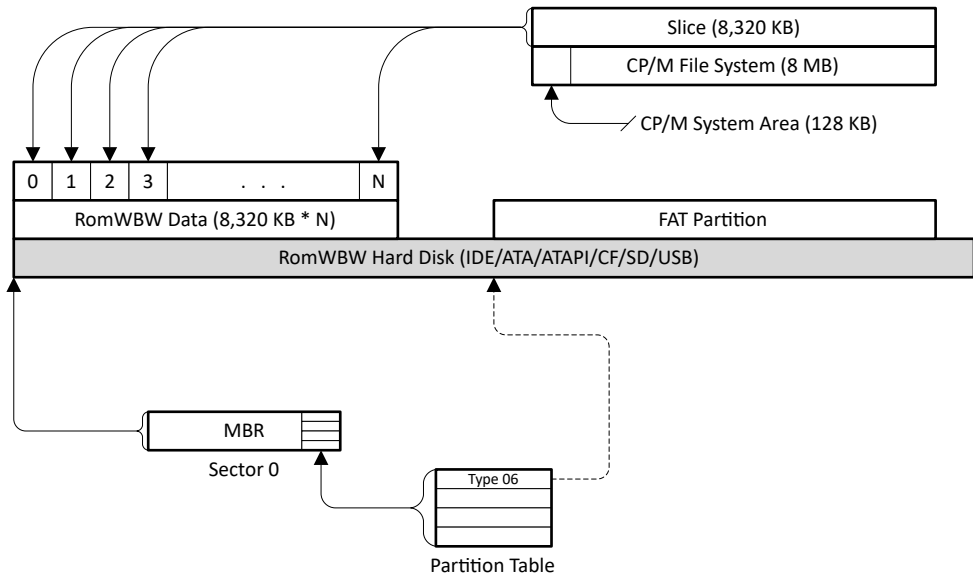 Slice (8,320 KB)
CP/M File System (8 MB)
CP/M System Area (128 KB)
0 1 2 3 . . . N
RomWBW Data (8,320 KB * N)
FAT Partition
RomWBW Hard Disk (IDE/ATA/ATAPI/CF/SD/USB)
MBR
Sector 0
Type 06
Partition Table